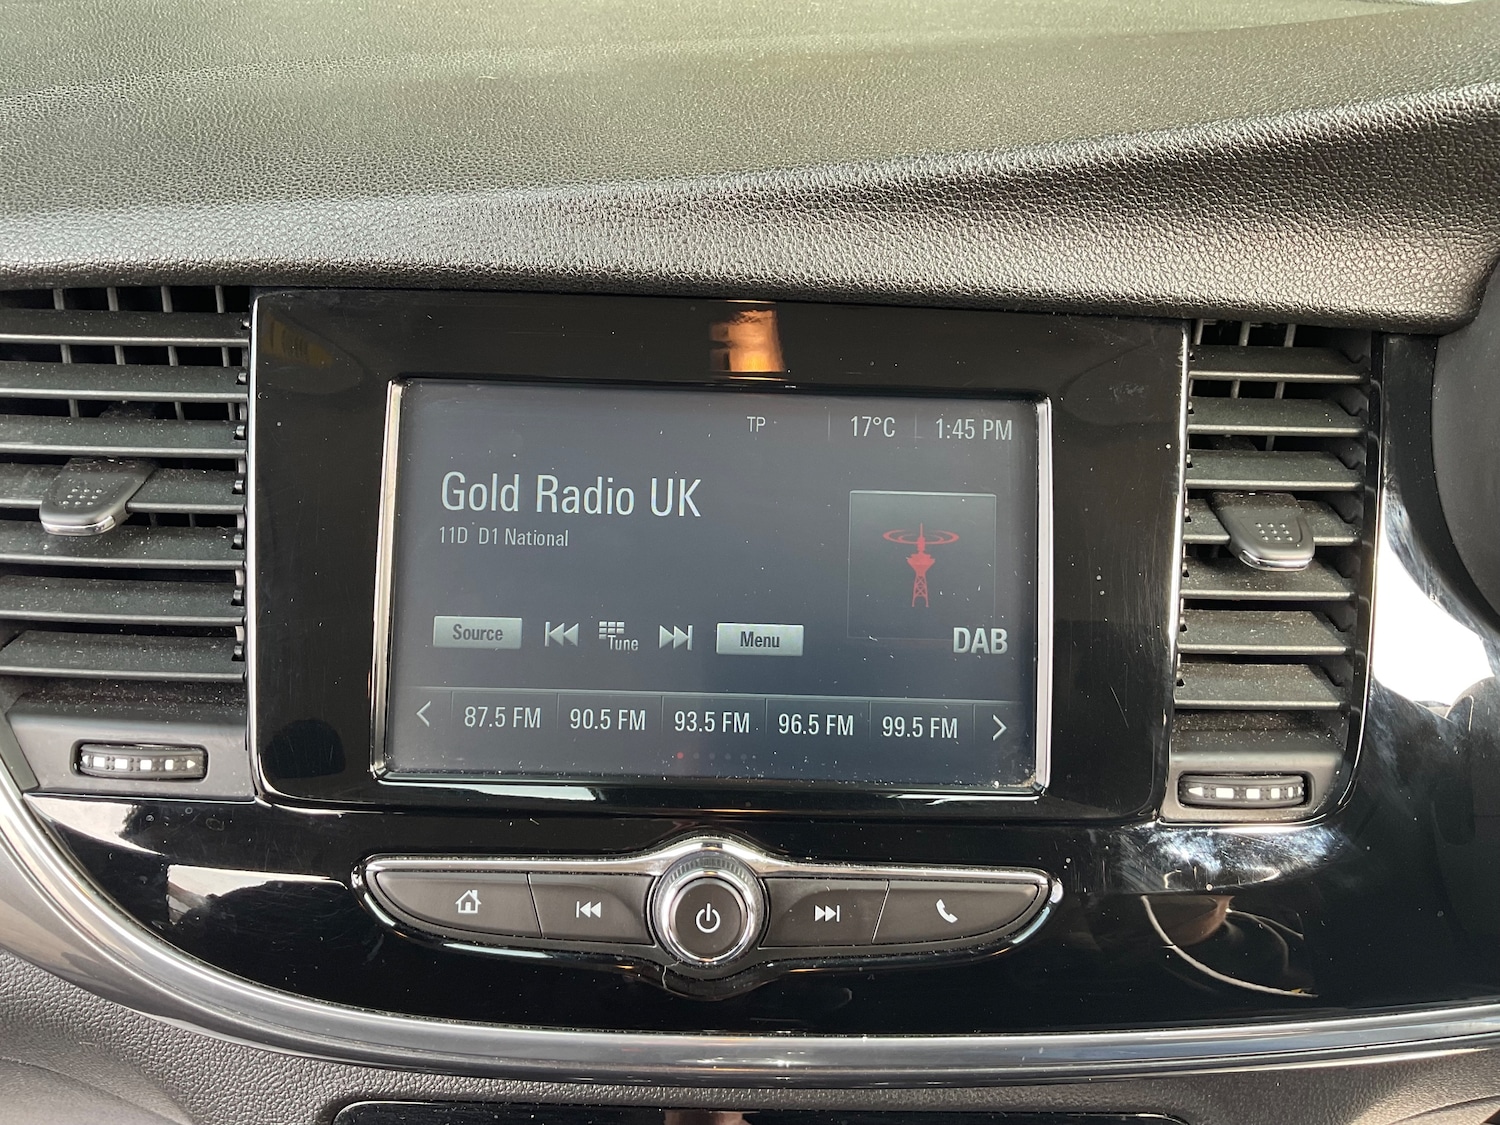 TP 17°C 1:45 PM
Gold Radio UK
11D D1 National
Source Tune Menu
DAB
87.5 FM 90.5 FM 93.5 FM 96.5 FM 99.5 FM